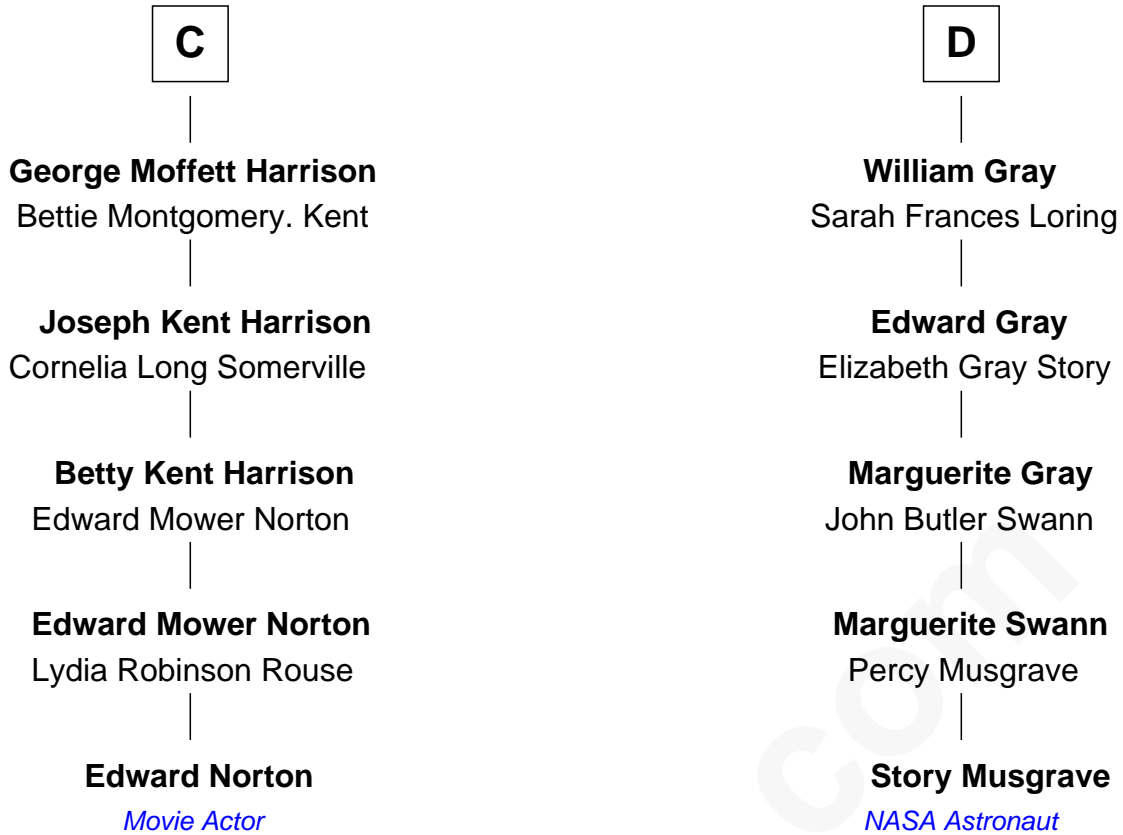 C
George Moffett Harrison
Bettie Montgomery. Kent
Joseph Kent Harrison
Cornelia Long Somerville
Betty Kent Harrison
Edward Mower Norton
Edward Mower Norton
Lydia Robinson Rouse
Edward Norton
Movie Actor
D
William Gray
Sarah Frances Loring
Edward Gray
Elizabeth Gray Story
Marguerite Gray
John Butler Swann
Marguerite Swann
Percy Musgrave
Story Musgrave
NASA Astronaut
com